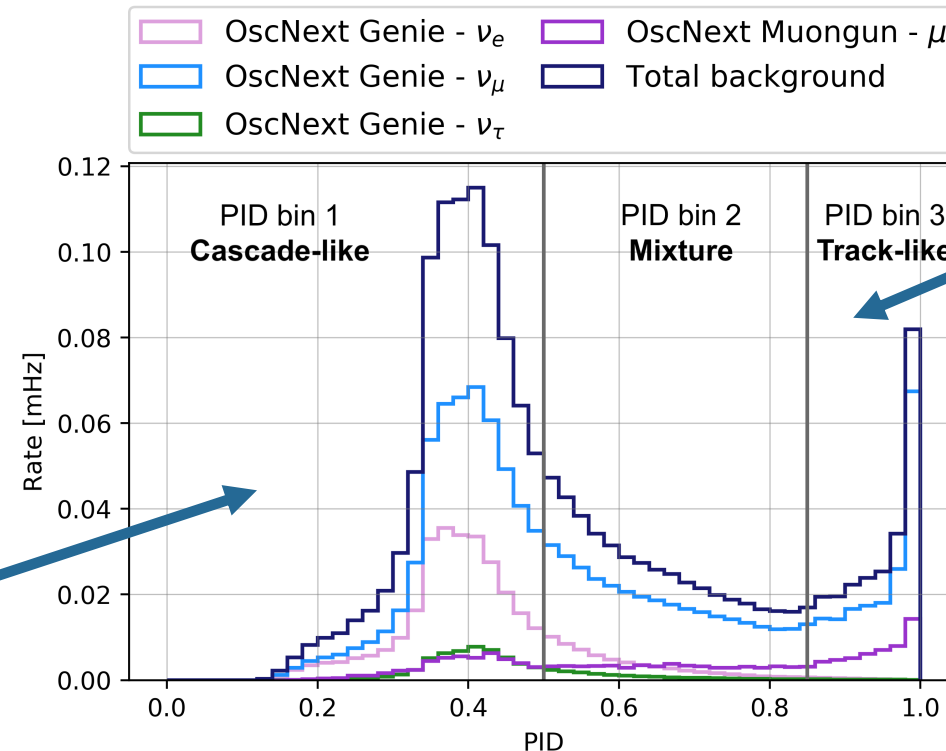 OscNext Genie - νe
OscNext Genie - νμ
OscNext Genie - ντ
OscNext Muongun - μ
Total background
PID bin 1
Cascade-like
PID bin 2
Mixture
PID bin 3
Track-like
Rate [mHz]
0.12
0.10
0.08
0.06
0.04
0.02
0.00
0.0 0.2 0.4 0.6 0.8 1.0
PID